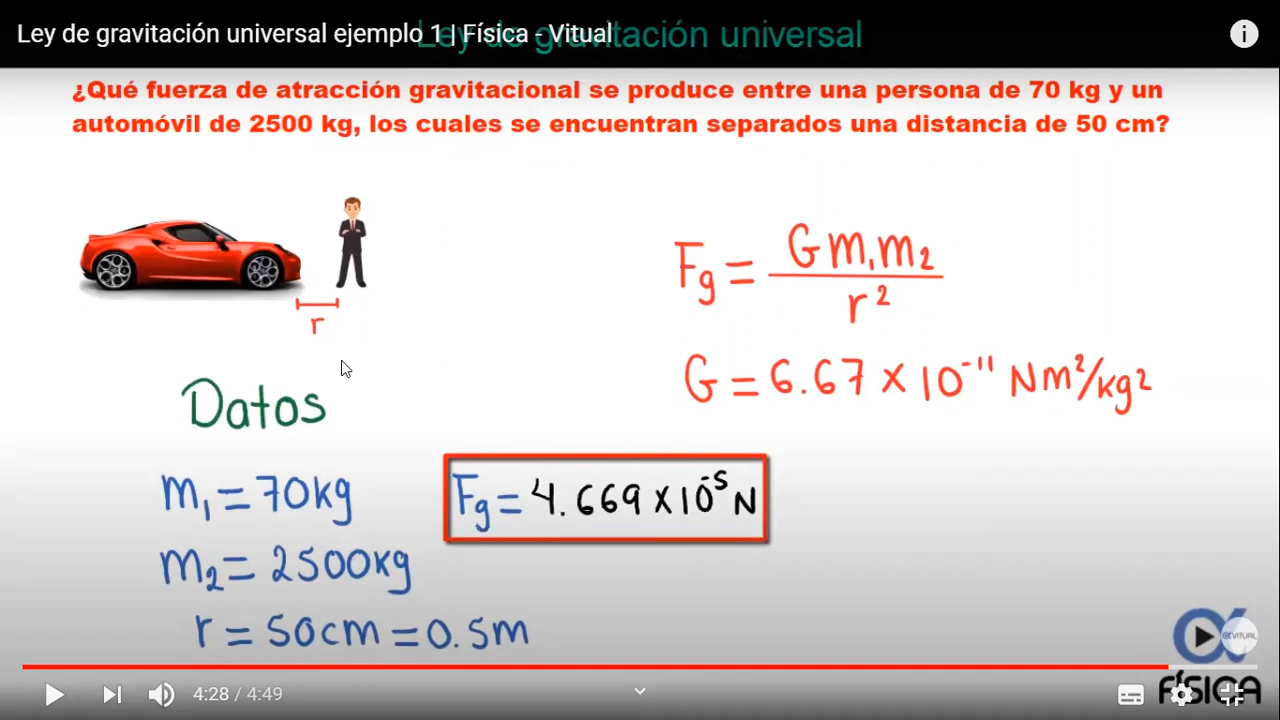 Ley de gravitación universal
Ley de gravitación universal ejemplo 1 | Física - Vitual
¿Qué fuerza de atracción gravitacional se produce entre una persona de 70 kg y un
automóvil de 2500 kg, los cuales se encuentran separados una distancia de 50 cm?
Fg = G m₁m₂ / r²
r
G = 6.67 × 10⁻¹¹ Nm²/kg²
Datos
m₁ = 70kg
Fg = 4.669 × 10⁻⁵ N
m₂ = 2500kg
r = 50cm = 0.5m
VITUAL
FÍSICA
4:28 / 4:49